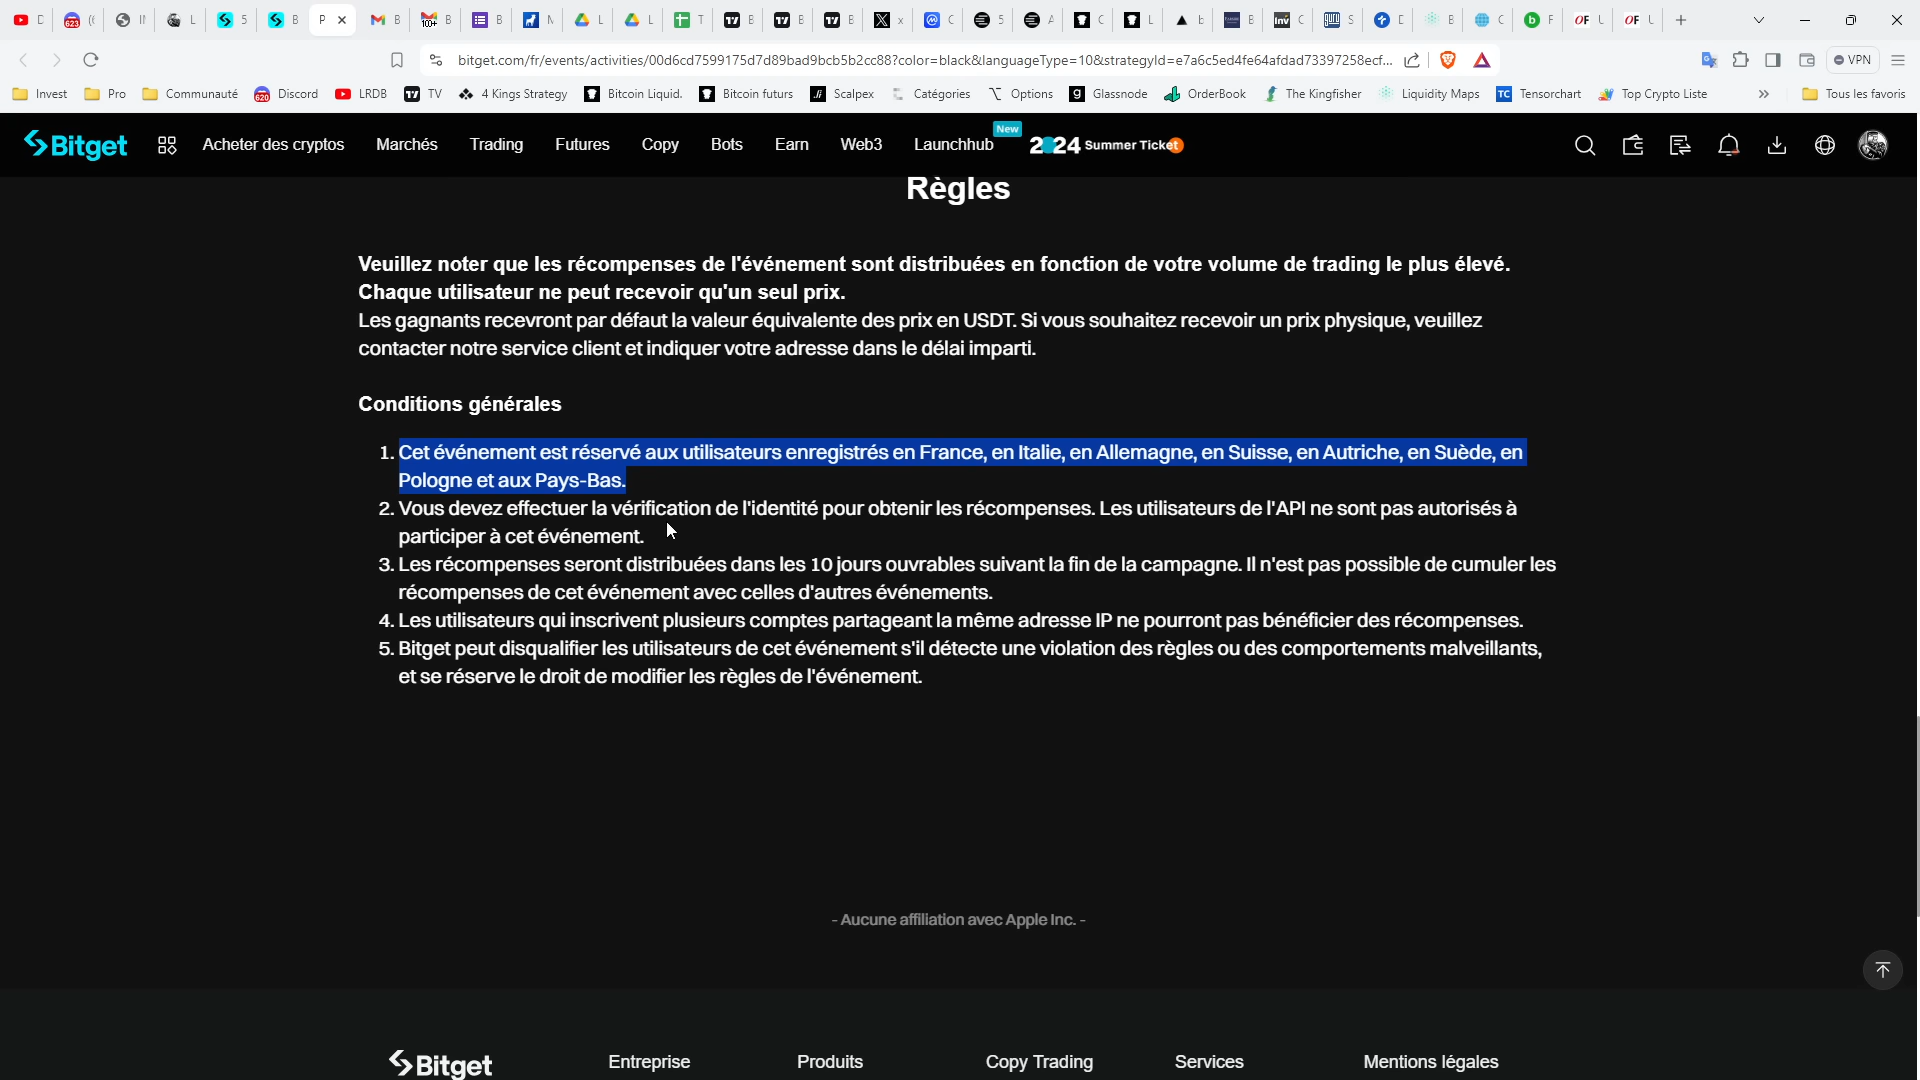 bitget.com/fr/events/activities/00d6cd7599175d7d89bad9bcb5b2cc88?color=black&languageType=10&strategyId=e7a6c5ed4fe64afdad73397258ecf...
VPN
Invest
Pro
Communauté
Discord
LRDB
TV
4 Kings Strategy
Bitcoin Liquid.
Bitcoin futurs
Scalpex
Catégories
Options
Glassnode
OrderBook
The Kingfisher
Liquidity Maps
Tensorchart
Top Crypto Liste
Tous les favoris
Bitget
Acheter des cryptos
Marchés
Trading
Futures
Copy
Bots
Earn
Web3
Launchhub
New
2024 Summer Ticket
Règles
Veuillez noter que les récompenses de l'événement sont distribuées en fonction de votre volume de trading le plus élevé.
Chaque utilisateur ne peut recevoir qu'un seul prix.
Les gagnants recevront par défaut la valeur équivalente des prix en USDT. Si vous souhaitez recevoir un prix physique, veuillez
contacter notre service client et indiquer votre adresse dans le délai imparti.
Conditions générales
1. Cet événement est réservé aux utilisateurs enregistrés en France, en Italie, en Allemagne, en Suisse, en Autriche, en Suède, en
Pologne et aux Pays-Bas.
2. Vous devez effectuer la vérification de l'identité pour obtenir les récompenses. Les utilisateurs de l'API ne sont pas autorisés à
participer à cet événement.
3. Les récompenses seront distribuées dans les 10 jours ouvrables suivant la fin de la campagne. Il n'est pas possible de cumuler les
récompenses de cet événement avec celles d'autres événements.
4. Les utilisateurs qui inscrivent plusieurs comptes partageant la même adresse IP ne pourront pas bénéficier des récompenses.
5. Bitget peut disqualifier les utilisateurs de cet événement s'il détecte une violation des règles ou des comportements malveillants,
et se réserve le droit de modifier les règles de l'événement.
- Aucune affiliation avec Apple Inc. -
Bitget
Entreprise
Produits
Copy Trading
Services
Mentions légales